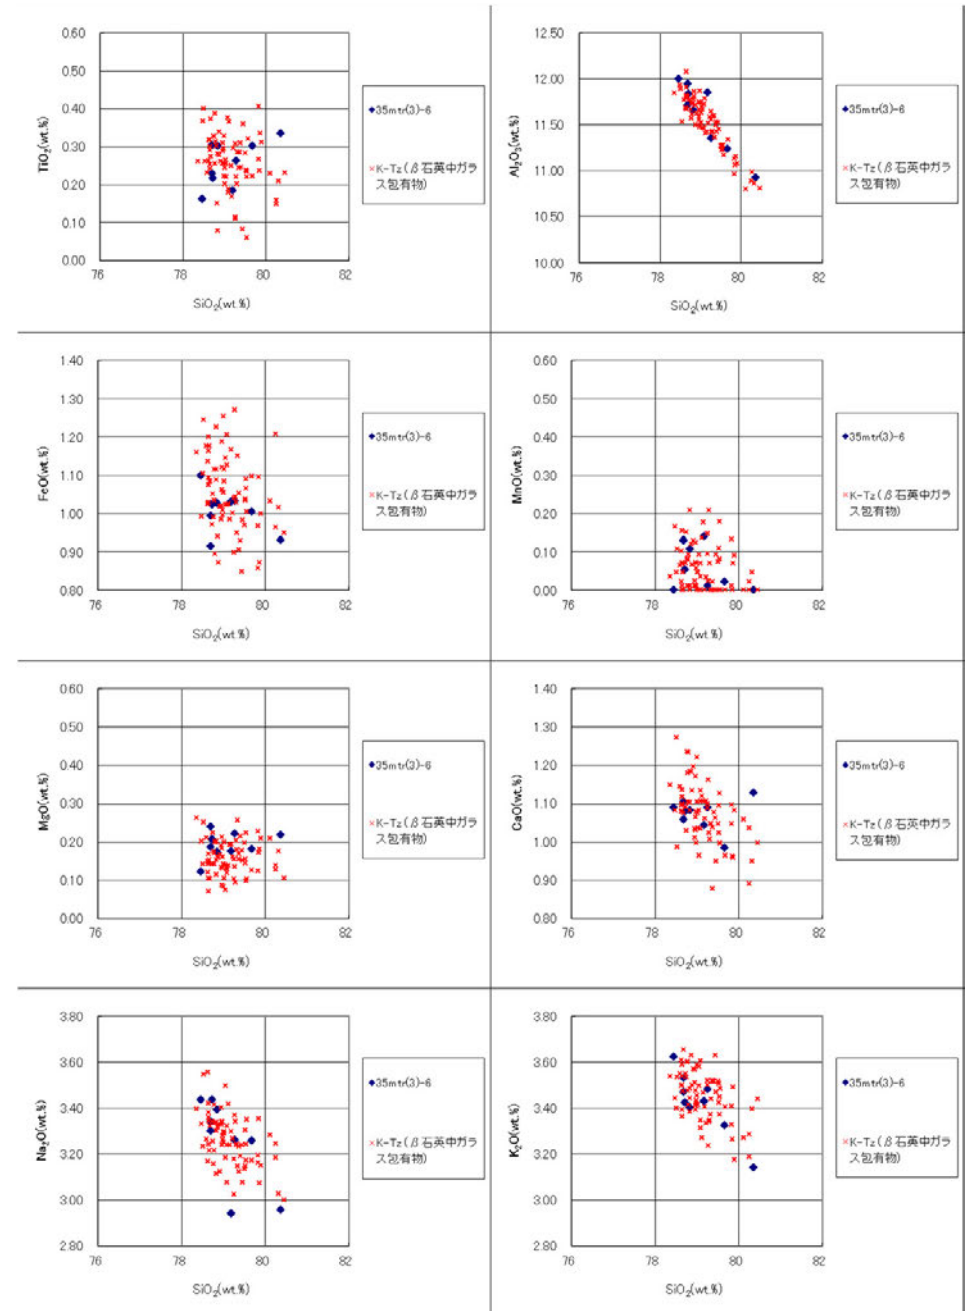 0.60
0.50
0.40
0.30
0.20
0.10
0.00
TiO₂(wt.%)
76
78
80
82
SiO₂(wt.%)
35mtr(3)-6
K-Tz(β石英中ガラ
ス包有物)
12.50
12.00
11.50
11.00
10.50
10.00
Al₂O₃(wt.%)
76
78
80
82
SiO₂(wt.%)
35mtr(3)-6
K-Tz(β石英中ガラ
ス包有物)
1.40
1.30
1.20
1.10
1.00
0.90
0.80
FeO(wt.%)
76
78
80
82
SiO₂(wt.%)
35mtr(3)-6
K-Tz(β石英中ガラ
ス包有物)
0.60
0.50
0.40
0.30
0.20
0.10
0.00
MnO(wt.%)
76
78
80
82
SiO₂(wt.%)
35mtr(3)-6
K-Tz(β石英中ガラ
ス包有物)
0.60
0.50
0.40
0.30
0.20
0.10
0.00
MgO(wt.%)
76
78
80
82
SiO₂(wt.%)
35mtr(3)-6
K-Tz(β石英中ガラ
ス包有物)
1.40
1.30
1.20
1.10
1.00
0.90
0.80
CaO(wt.%)
76
78
80
82
SiO₂(wt.%)
35mtr(3)-6
K-Tz(β石英中ガラ
ス包有物)
3.80
3.60
3.40
3.20
3.00
2.80
Na₂O(wt.%)
76
78
80
82
SiO₂(wt.%)
35mtr(3)-6
K-Tz(β石英中ガラ
ス包有物)
3.80
3.60
3.40
3.20
3.00
2.80
K₂O(wt.%)
76
78
80
82
SiO₂(wt.%)
35mtr(3)-6
K-Tz(β石英中ガラ
ス包有物)